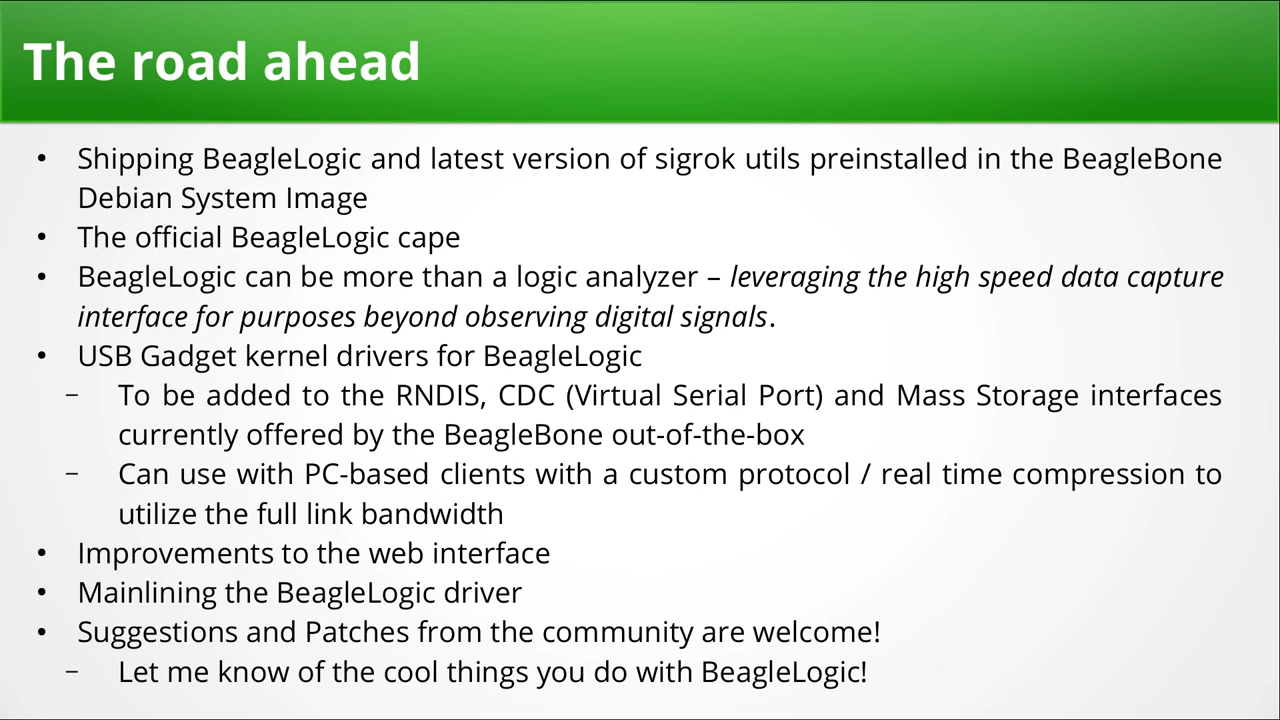 The road ahead
• Shipping BeagleLogic and latest version of sigrok utils preinstalled in the BeagleBone
Debian System Image
• The official BeagleLogic cape
• BeagleLogic can be more than a logic analyzer – leveraging the high speed data capture
interface for purposes beyond observing digital signals.
• USB Gadget kernel drivers for BeagleLogic
– To be added to the RNDIS, CDC (Virtual Serial Port) and Mass Storage interfaces
currently offered by the BeagleBone out-of-the-box
– Can use with PC-based clients with a custom protocol / real time compression to
utilize the full link bandwidth
• Improvements to the web interface
• Mainlining the BeagleLogic driver
• Suggestions and Patches from the community are welcome!
– Let me know of the cool things you do with BeagleLogic!